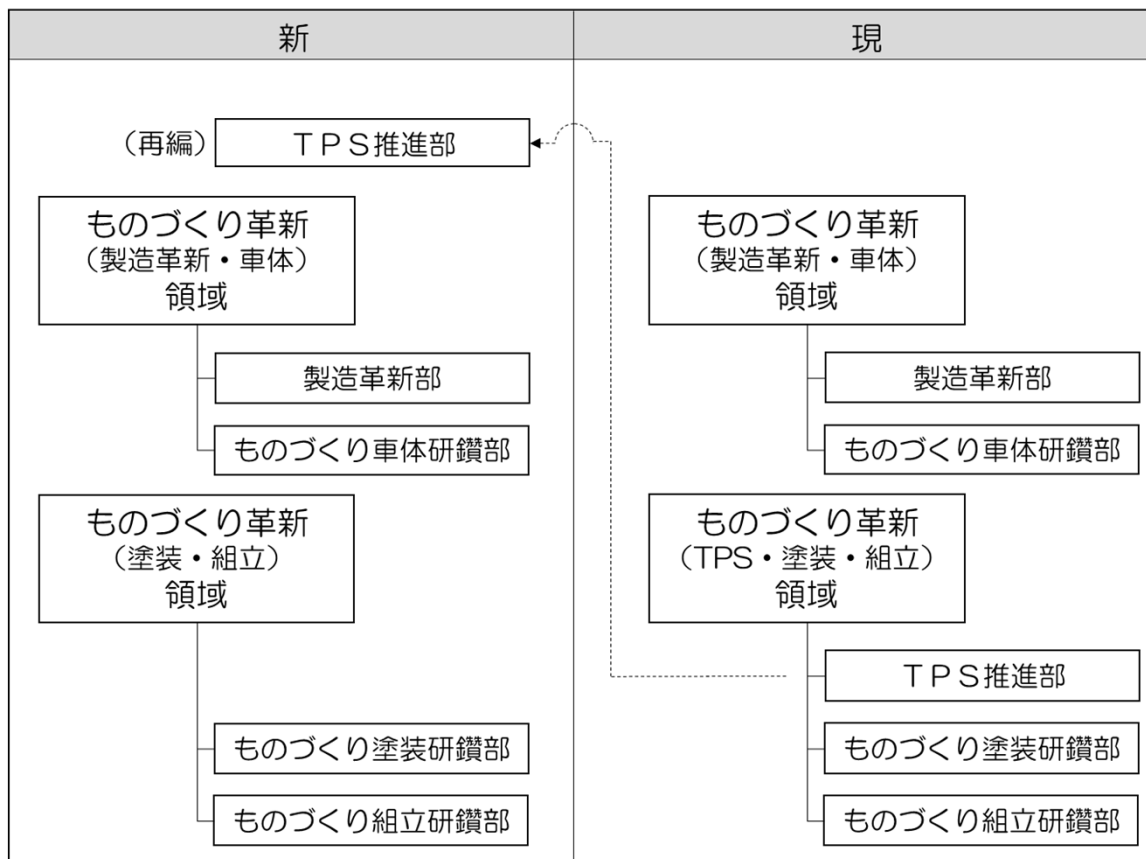 新
現
(再編)
TPS推進部
ものづくり革新
(製造革新・車体)
領域
製造革新部
ものづくり車体研鑽部
ものづくり革新
(塗装・組立)
領域
ものづくり塗装研鑽部
ものづくり組立研鑽部
ものづくり革新
(製造革新・車体)
領域
製造革新部
ものづくり車体研鑽部
ものづくり革新
(TPS・塗装・組立)
領域
TPS推進部
ものづくり塗装研鑽部
ものづくり組立研鑽部